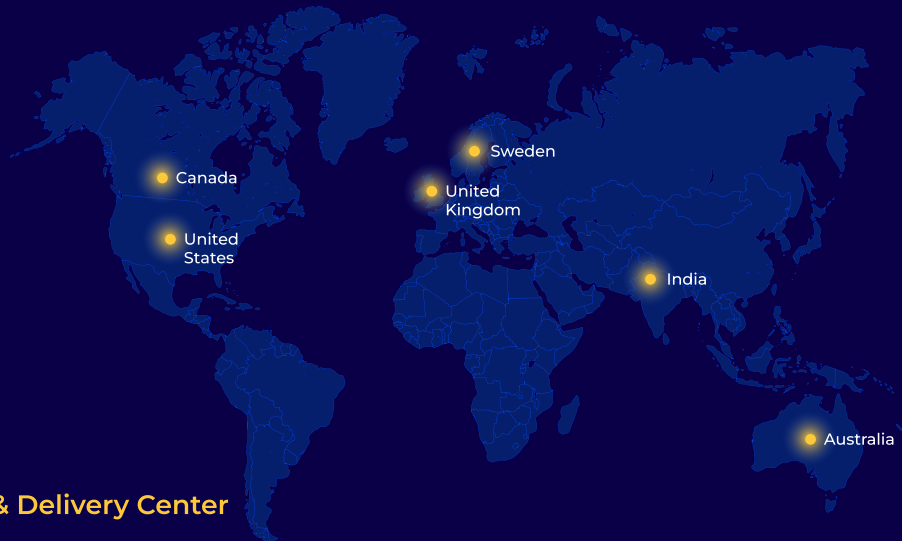 Sweden
Canada
United
Kingdom
United
States
India
Australia
& Delivery Center